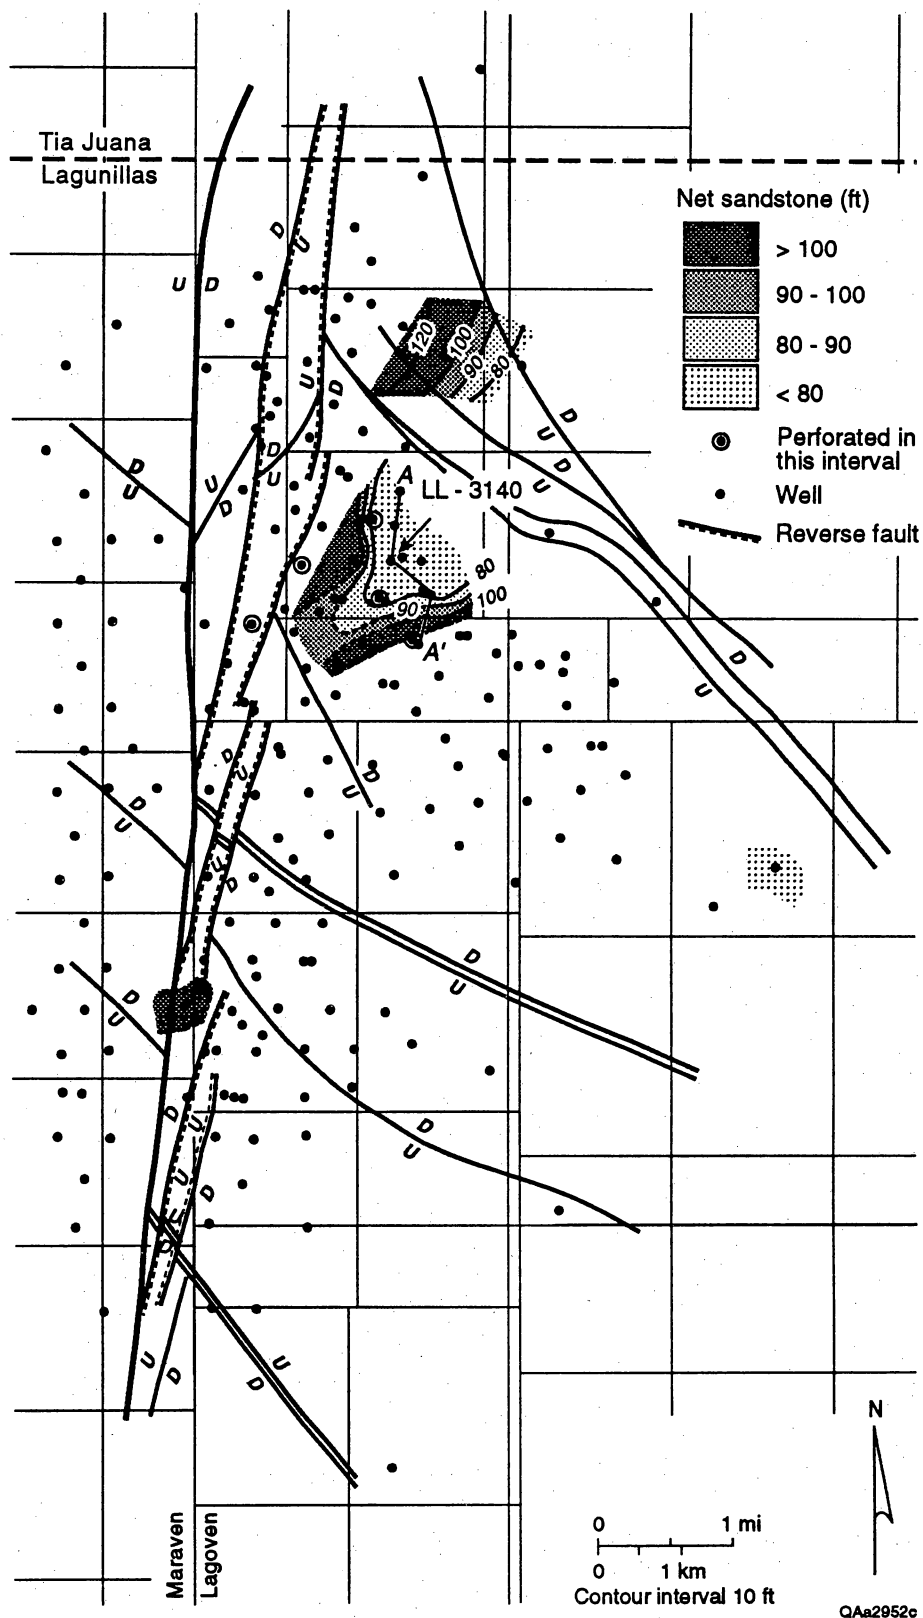 Tia Juana
Lagunillas
Net sandstone (ft)
> 100
90 - 100
80 - 90
< 80
Perforated in
this interval
Well
Reverse fault
D
U
U D
120
100
90
80
U
D
D
U
D
U
D
U
D
U
U
D
D
U
A
LL - 3140
80
100
90
A'
D
U
D
U
D
U
D
U
U
D
D
U
D
U
D
U
D
U
U
D
D
U
U
D
U
D
Maraven
Lagoven
N
0 1 mi
0 1 km
Contour interval 10 ft
QAa2952c